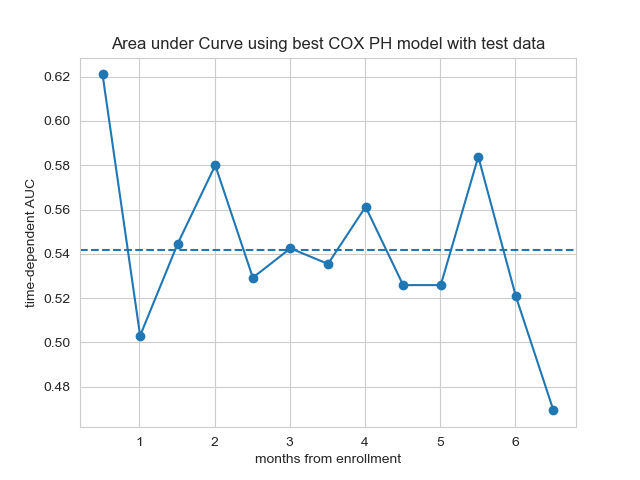 Area under Curve using best COX PH model with test data
time-dependent AUC
0.62
0.60
0.58
0.56
0.54
0.52
0.50
0.48
1 2 3 4 5 6
months from enrollment